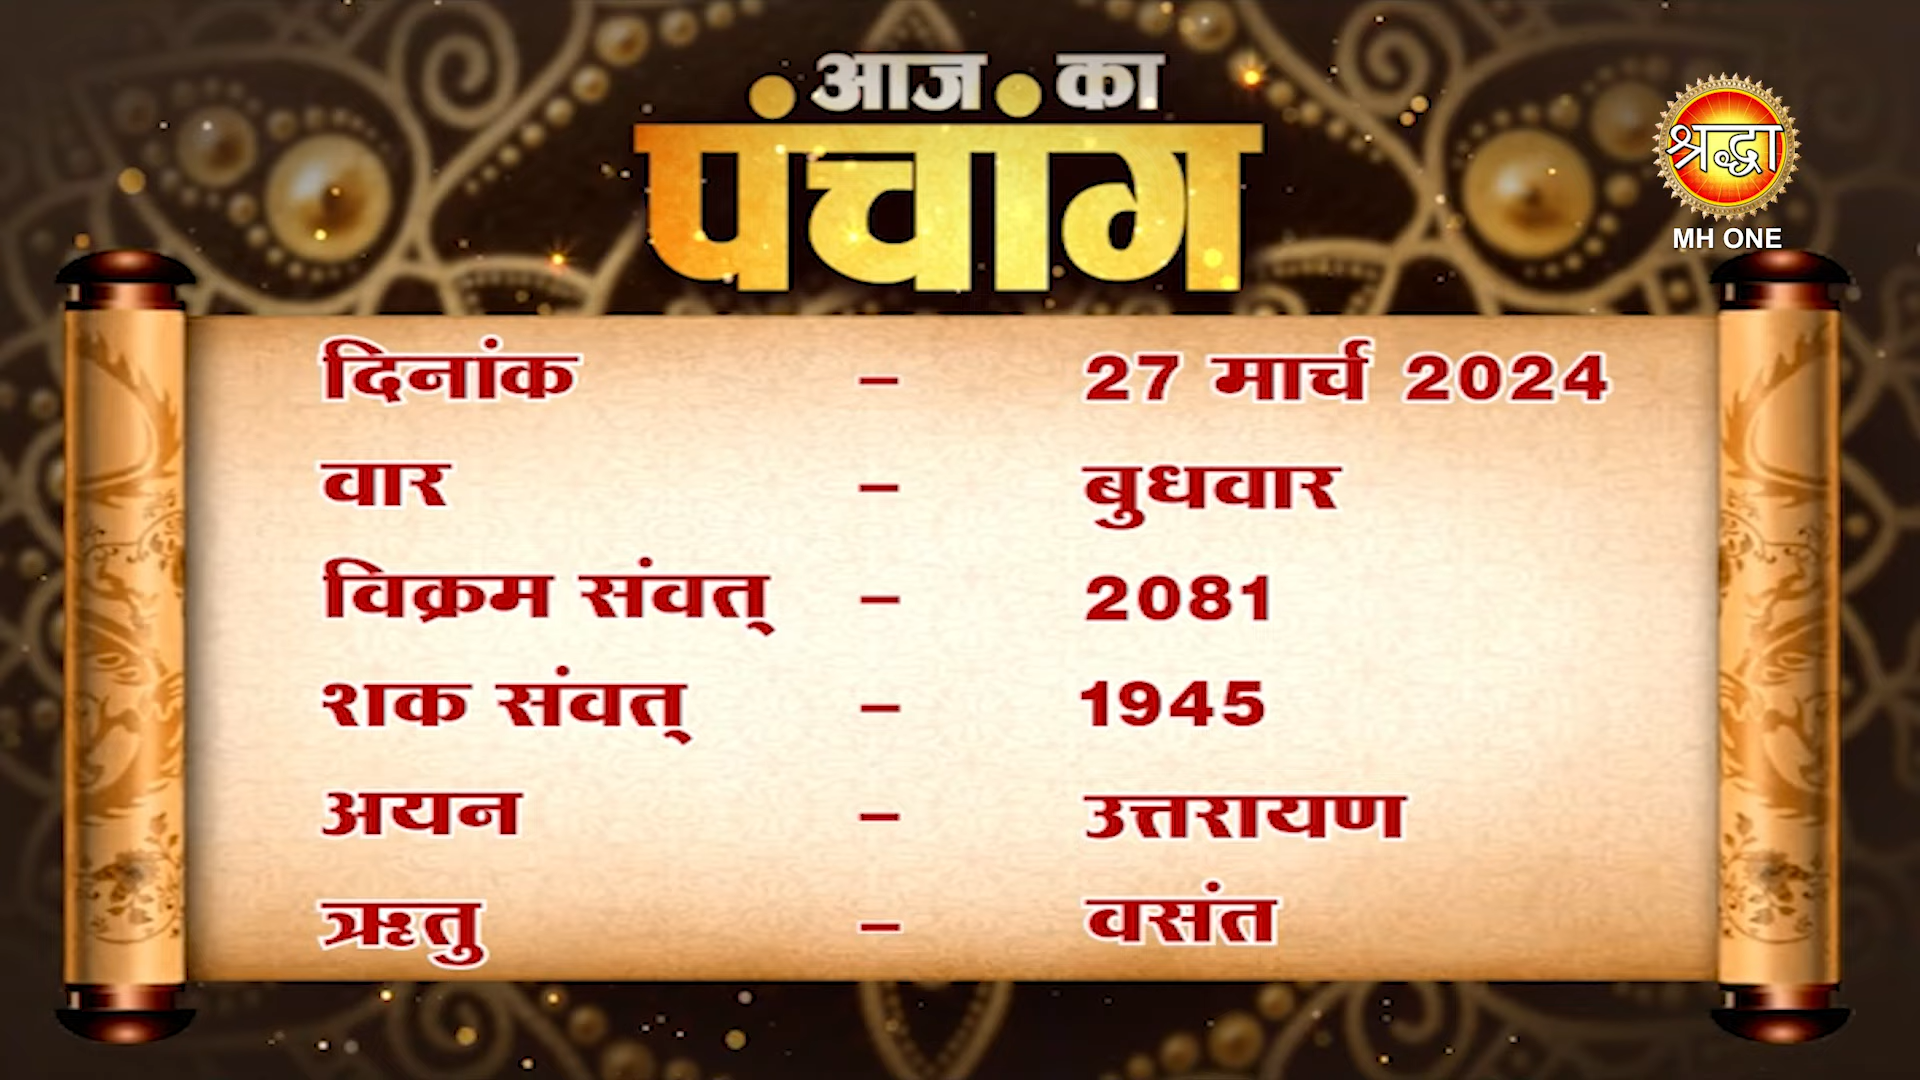 आज का
पंचांग
श्रद्धा
MH ONE
दिनांक – 27 मार्च 2024
वार – बुधवार
विक्रम संवत् – 2081
शक संवत् – 1945
अयन – उत्तरायण
ऋतु – वसंत